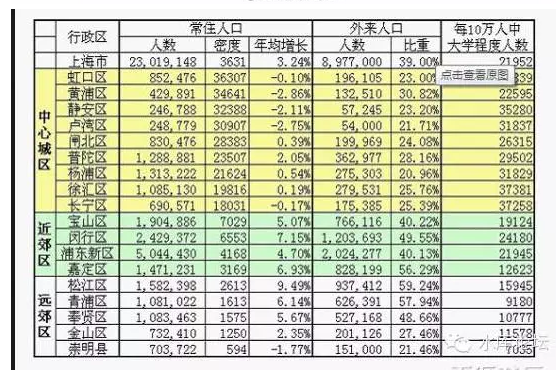 行政区 常住人口 外来人口 每10万人中大学程度人数
人数 密度 年均增长 人数 比重
上海市 23,019,148 3631 3.24% 8,977,000 39.00% 21952
中心城区
虹口区 852,476 36307 -0.10% 196,105 23.00%
点击查看原图
黄浦区 429,891 34641 -2.86% 132,510 30.82% 22595
静安区 246,788 32388 -2.11% 57,245 23.20% 35280
卢湾区 248,779 30907 -2.75% 54,000 21.71% 31837
闸北区 830,476 28383 0.39% 199,969 24.08% 26315
普陀区 1,288,881 23507 2.05% 362,977 28.16% 29502
杨浦区 1,313,222 21624 0.54% 275,303 20.96% 31829
徐汇区 1,085,130 19816 0.19% 279,531 25.76% 37381
长宁区 690,571 18031 -0.17% 175,385 25.39% 37258
近郊区
宝山区 1,904,886 7029 5.07% 766,116 40.22% 19124
闵行区 2,429,372 6553 7.15% 1,203,693 49.55% 24180
浦东新区 5,044,430 4168 4.70% 2,024,277 40.13% 21945
嘉定区 1,471,231 3169 6.93% 828,199 56.29% 12623
远郊区
松江区 1,582,398 2613 9.49% 937,412 59.24% 15945
青浦区 1,081,022 1613 6.14% 626,391 57.94% 9180
奉贤区 1,083,463 1575 5.67% 527,168 48.66% 10777
金山区 732,410 1250 2.35% 201,126 27.46% 11578
崇明县 703,722 594 -1.77% 151,000 21.46% 7035